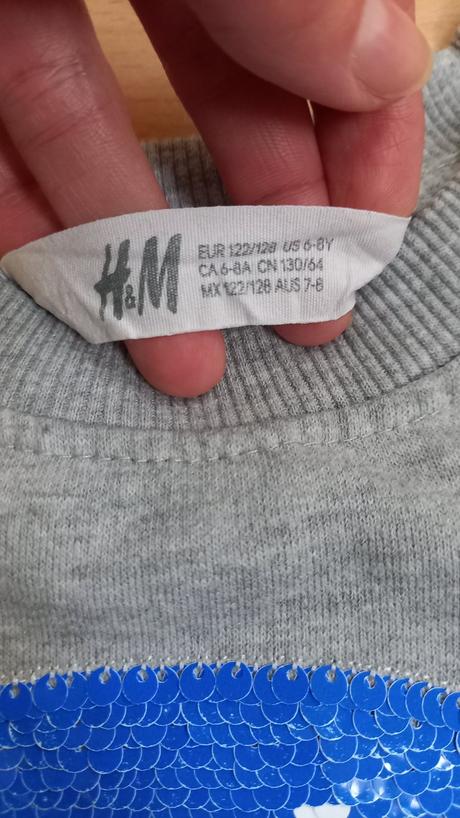 H&M
EUR 122/128 US 6-8Y
CA 6-8A CN 130/64
MX 122/128 AUS 7-8